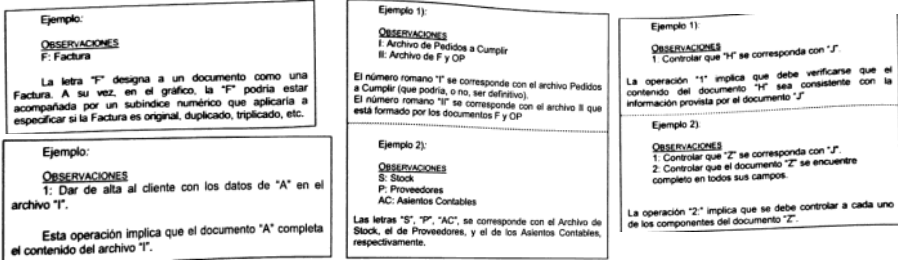 Ejemplo:
OBSERVACIONES
F: Factura
La letra "F" designa a un documento como una
Factura. A su vez, en el gráfico, la "F" podría estar
acompañada por un subíndice numérico que aplicaría a
especificar si la Factura es original, duplicado, triplicado, etc.
Ejemplo:
OBSERVACIONES
1: Dar de alta al cliente con los datos de "A" en el
archivo "I".
Esta operación implica que el documento "A" completa
el contenido del archivo "I".
Ejemplo 1):
OBSERVACIONES
I: Archivo de Pedidos a Cumplir
II: Archivo de F y OP
El número romano "I" se corresponde con el archivo Pedidos
a Cumplir (que podría, o no, ser definitivo).
El número romano "II" se corresponde con el archivo II que
está formado por los documentos F y OP
Ejemplo 2):
OBSERVACIONES
S: Stock
P: Proveedores
AC: Asientos Contables
Las letras "S", "P", "AC", se corresponde con el Archivo de
Stock, el de Proveedores, y el de los Asientos Contables,
respectivamente.
Ejemplo 1):
OBSERVACIONES
1. Controlar que "H" se corresponda con "J".
La operación "1" implica que debe verificarse que el
contenido del documento "H" sea consistente con la
información provista por el documento "J"
Ejemplo 2):
OBSERVACIONES
1: Controlar que "Z" se corresponda con "J".
2: Controlar que el documento "Z" se encuentre
completo en todos sus campos.
La operación "2:" implica que se debe controlar a cada uno
de los componentes del documento "Z".